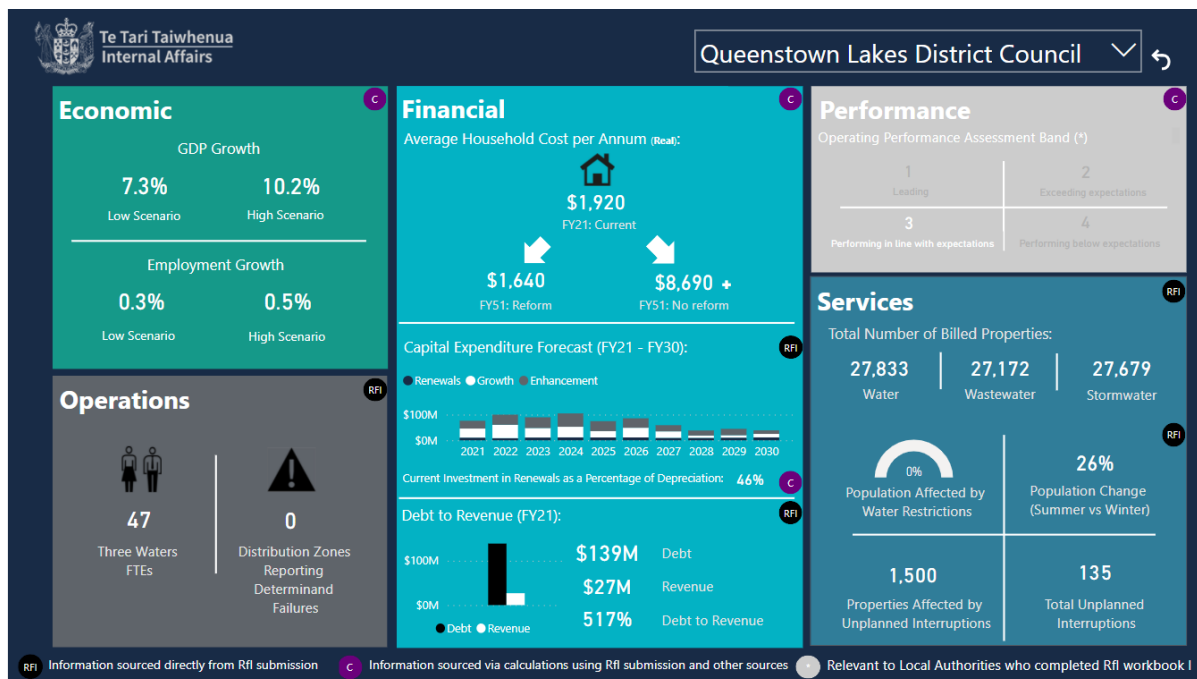 Te Tari Taiwhenua
Internal Affairs
Queenstown Lakes District Council
Economic
C
GDP Growth
7.3%
10.2%
Low Scenario
High Scenario
Employment Growth
0.3%
0.5%
Low Scenario
High Scenario
Operations
RFI
47
0
Three Waters
FTEs
Distribution Zones
Reporting
Determinand
Failures
Financial
C
Average Household Cost per Annum (Real):
$1,920
FY21: Current
$1,640
$8,690 +
FY51: Reform
FY51: No reform
Capital Expenditure Forecast (FY21 - FY30):
RFI
Renewals Growth Enhancement
$100M
$0M
2021 2022 2023 2024 2025 2026 2027 2028 2029 2030
Current Investment in Renewals as a Percentage of Depreciation: 46%
C
Debt to Revenue (FY21):
RFI
$100M
$0M
Debt Revenue
$139M Debt
$27M Revenue
517% Debt to Revenue
Performance
C
Operating Performance Assessment Band (*)
1
Leading
2
Exceeding expectations
3
Performing in line with expectations
4
Performing below expectations
Services
RFI
Total Number of Billed Properties:
27,833
27,172
27,679
Water
Wastewater
Stormwater
RFI
0%
Population Affected by
Water Restrictions
26%
Population Change
(Summer vs Winter)
1,500
Properties Affected by
Unplanned Interruptions
135
Total Unplanned
Interruptions
RFI Information sourced directly from RfI submission
C Information sourced via calculations using RfI submission and other sources
Relevant to Local Authorities who completed RfI workbook I